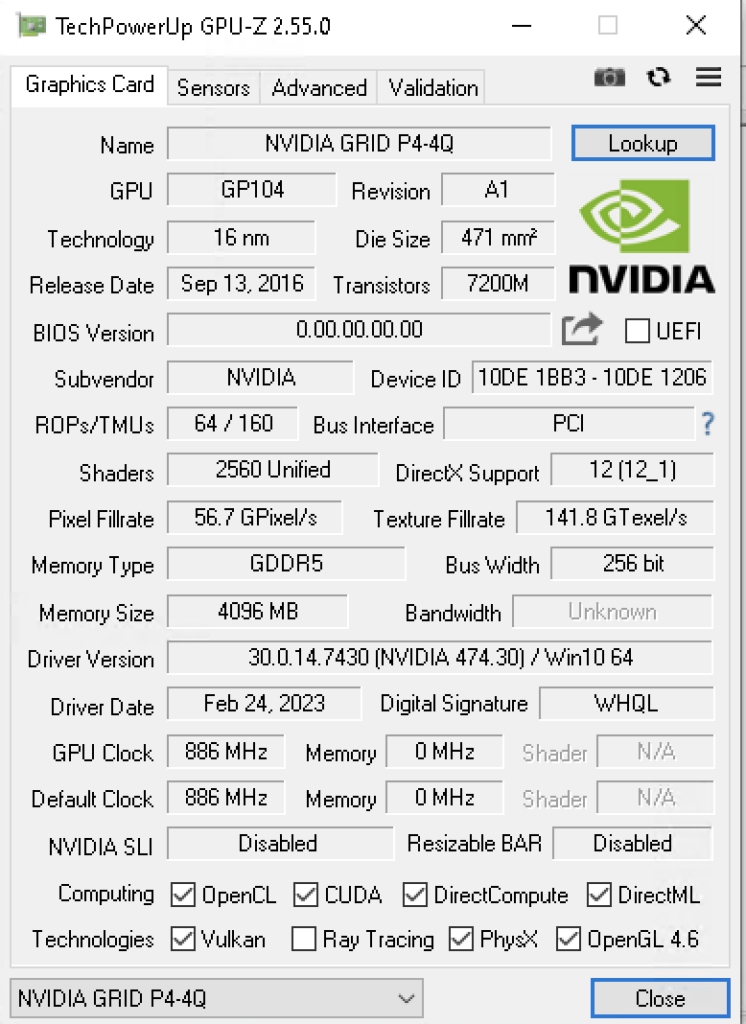 TechPowerUp GPU-Z 2.55.0
Graphics Card Sensors Advanced Validation
Name NVIDIA GRID P4-4Q Lookup
GPU GP104 Revision A1
Technology 16 nm Die Size 471 mm²
Release Date Sep 13, 2016 Transistors 7200M
NVIDIA
BIOS Version 0.00.00.00.00 UEFI
Subvendor NVIDIA Device ID 10DE 1BB3 - 10DE 1206
ROPs/TMUs 64 / 160 Bus Interface PCI ?
Shaders 2560 Unified DirectX Support 12 (12_1)
Pixel Fillrate 56.7 GPixel/s Texture Fillrate 141.8 GTexel/s
Memory Type GDDR5 Bus Width 256 bit
Memory Size 4096 MB Bandwidth Unknown
Driver Version 30.0.14.7430 (NVIDIA 474.30) / Win10 64
Driver Date Feb 24, 2023 Digital Signature WHQL
GPU Clock 886 MHz Memory 0 MHz Shader N/A
Default Clock 886 MHz Memory 0 MHz Shader N/A
NVIDIA SLI Disabled Resizable BAR Disabled
Computing OpenCL CUDA DirectCompute DirectML
Technologies Vulkan Ray Tracing PhysX OpenGL 4.6
NVIDIA GRID P4-4Q Close